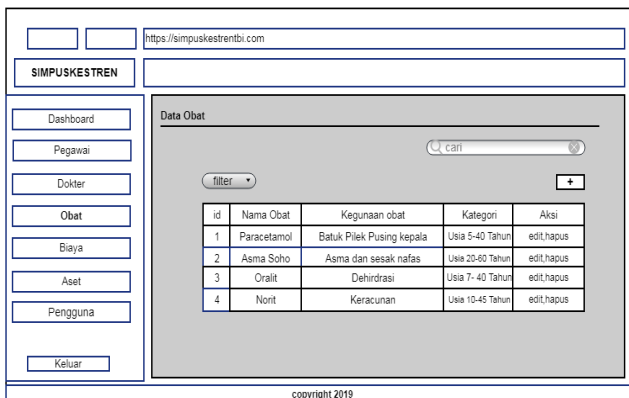 https://simpuskestrentbi.com
SIMPUSKESTREN
Dashboard
Pegawai
Dokter
Obat
Biaya
Aset
Pengguna
Keluar
Data Obat
cari
filter
+
id Nama Obat Kegunaan obat Kategori Aksi
1 Paracetamol Batuk Pilek Pusing kepala Usia 5-40 Tahun edit,hapus
2 Asma Soho Asma dan sesak nafas Usia 20-60 Tahun edit,hapus
3 Oralit Dehirdrasi Usia 7- 40 Tahun edit,hapus
4 Norit Keracunan Usia 10-45 Tahun edit,hapus
copyright 2019